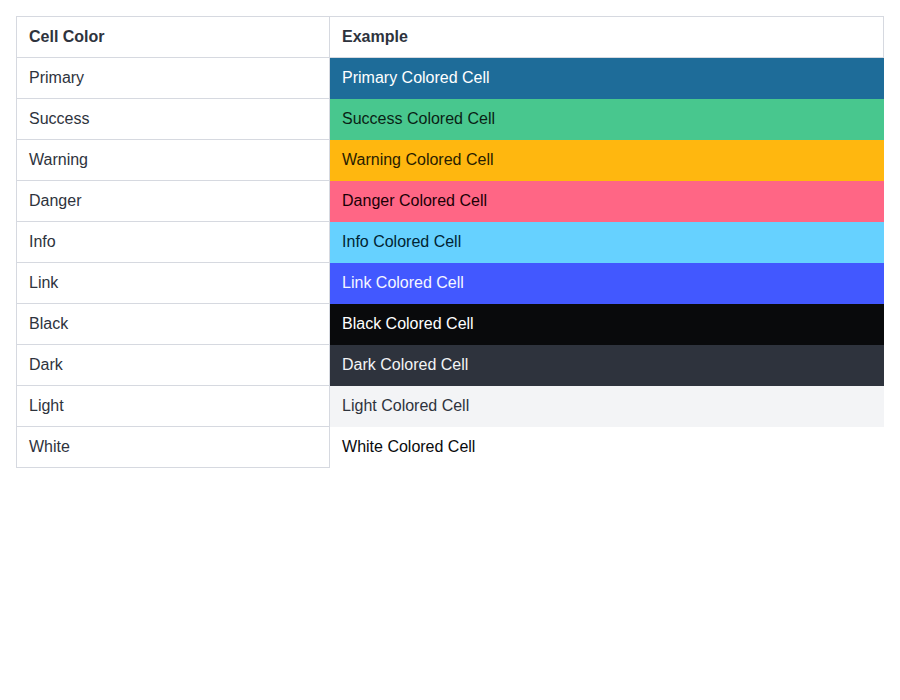 Cell Color Example
Primary Primary Colored Cell
Success Success Colored Cell
Warning Warning Colored Cell
Danger Danger Colored Cell
Info Info Colored Cell
Link Link Colored Cell
Black Black Colored Cell
Dark Dark Colored Cell
Light Light Colored Cell
White White Colored Cell